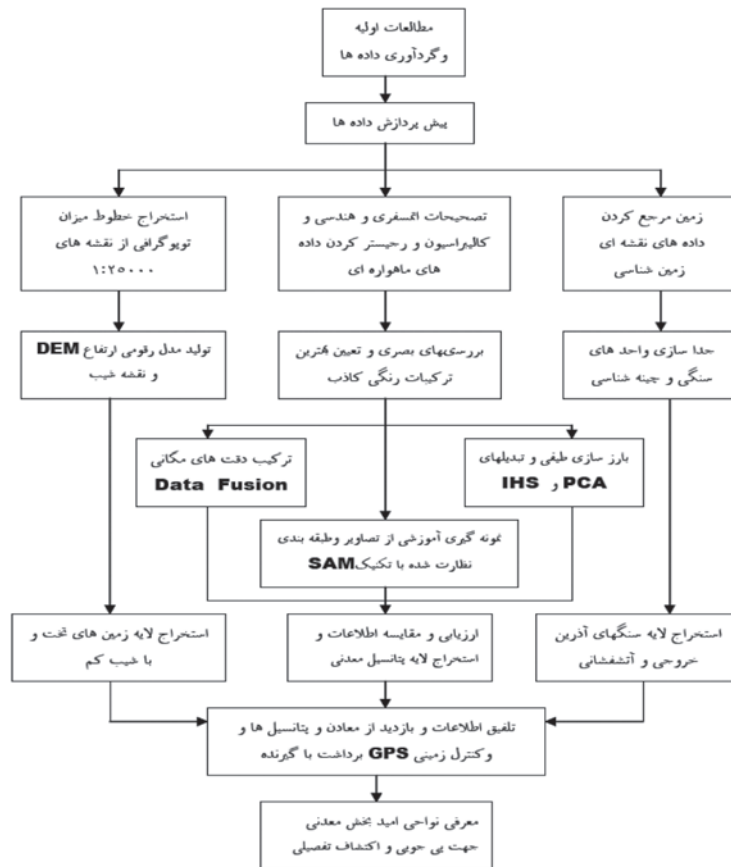 مطالعات اولیه
وگردآوری داده ها
پیش پردازش داده ها
زمین مرجع کردن
داده های نقشه ای
زمین شناسی
تصحیحات اتمسفری و هندسی و
کالیبراسیون و رجیستر کردن داده
های ماهواره ای
استخراج خطوط میزان
توپوگرافی از نقشه های
۱:۲۵۰۰۰
جدا سازی واحد های
سنگی و چینه شناسی
بررسیهای بصری و تعیین بهترین
ترکیبات رنگی کاذب
تولید مدل رقومی ارتفاع DEM
و نقشه شیب
بارز سازی طیفی و تبدیلهای
PCA و IHS
ترکیب دقت های مکانی
Data Fusion
نمونه گیری آموزشی از تصاویر وطبقه بندی
نظارت شده با تکنیک SAM
استخراج لایه سنگهای آذرین
خروجی و آتشفشانی
ارزیابی و مقایسه اطلاعات و
استخراج لایه پتانسیل معدنی
استخراج لایه زمین های تخت و
با شیب کم
تلفیق اطلاعات و بازدید از معادن و پتانسیل ها و
وکنترل زمینی GPS برداشت با گیرنده
معرفی نواحی امید بخش معدنی
جهت پی جویی و اکتشاف تفصیلی